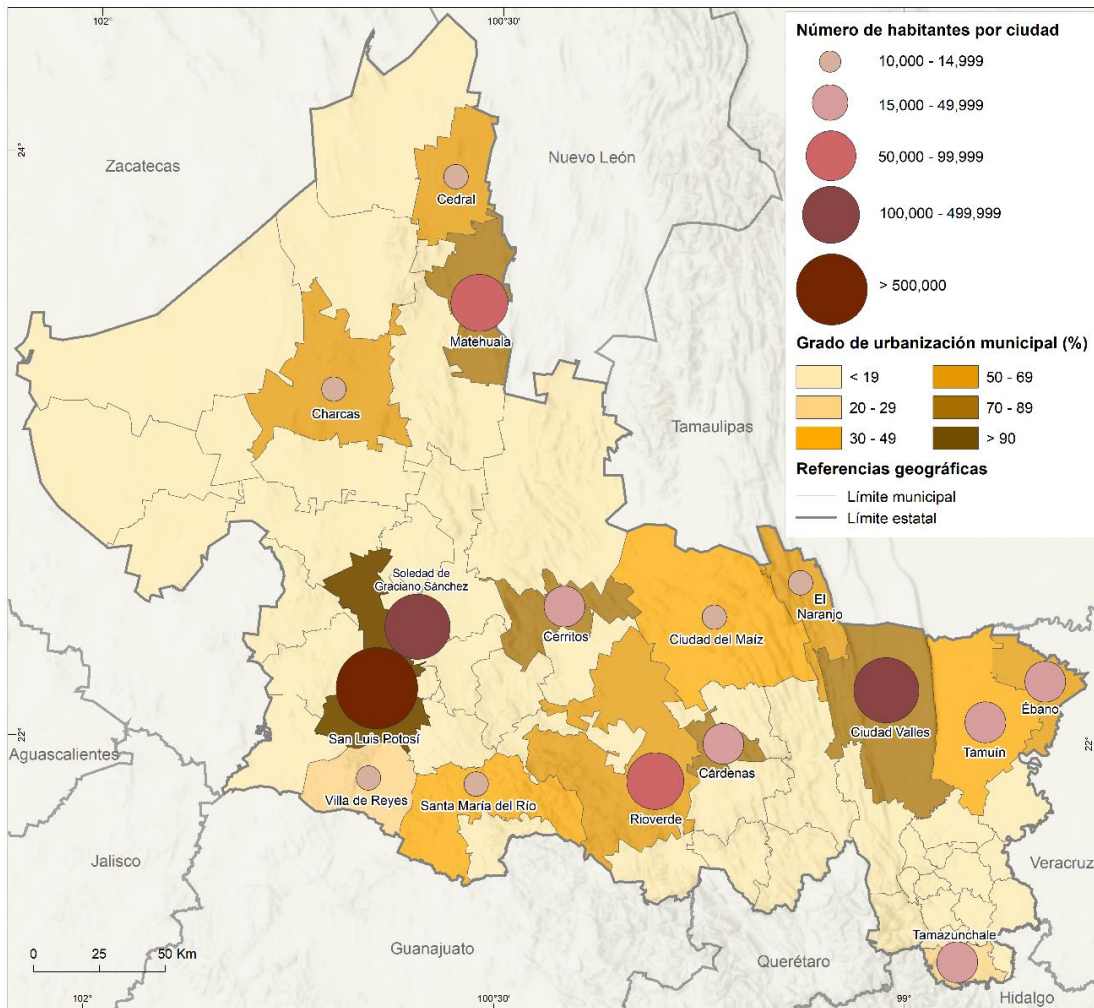 102°
100°30'
Número de habitantes por ciudad
10,000 - 14,999
15,000 - 49,999
50,000 - 99,999
100,000 - 499,999
> 500,000
Grado de urbanización municipal (%)
< 19
50 - 69
20 - 29
70 - 89
30 - 49
> 90
Referencias geográficas
Límite municipal
Límite estatal
24°
Zacatecas
Nuevo León
Cedral
Matehuala
Charcas
Tamaulipas
Soledad de
Graciano Sánchez
Cerritos
Ciudad del Maíz
El
Naranjo
San Luis Potosí
Ciudad Valles
Ébano
Tamuín
22°
22°
Aguascalientes
Cárdenas
Villa de Reyes
Santa María del Río
Rioverde
Jalisco
Veracruz
Guanajuato
Querétaro
Tamazunchale
Hidalgo
0 25 50 Km
102°
100°30'
99°